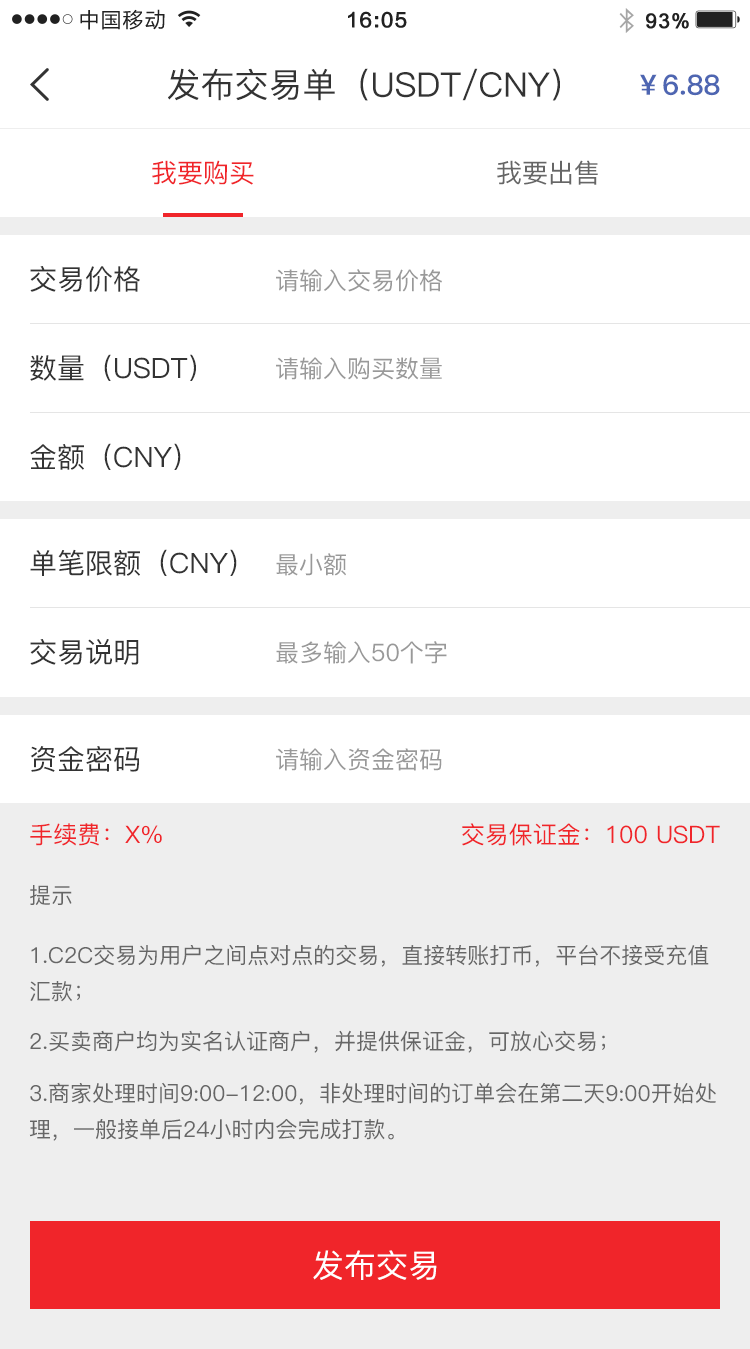 中国移动 16:05 93%
发布交易单（USDT/CNY） ¥6.88
我要购买 我要出售
交易价格 请输入交易价格
数量（USDT） 请输入购买数量
金额（CNY）
单笔限额（CNY） 最小额
交易说明 最多输入50个字
资金密码 请输入资金密码
手续费：X% 交易保证金：100 USDT
提示
1.C2C交易为用户之间点对点的交易，直接转账打币，平台不接受充值
汇款；
2.买卖商户均为实名认证商户，并提供保证金，可放心交易；
3.商家处理时间9:00–12:00，非处理时间的订单会在第二天9:00开始处
理，一般接单后24小时内会完成打款。
发布交易